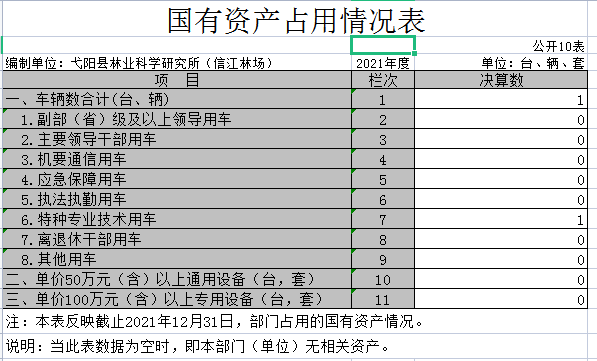 国有资产占用情况表
公开10表
编制单位：弋阳县林业科学研究所（信江林场） 2021年度 单位：台、辆、套
项 目 栏次 决算数
一、车辆数合计(台、辆) 1 1
1.副部（省）级及以上领导用车 2 0
2.主要领导干部用车 3 0
3.机要通信用车 4 0
4.应急保障用车 5 0
5.执法执勤用车 6 0
6.特种专业技术用车 7 1
7.离退休干部用车 8 0
8.其他用车 9 0
二、单价50万元（含）以上通用设备（台，套） 10 0
三、单价100万元（含）以上专用设备（台，套） 11 0
注：本表反映截止2021年12月31日，部门占用的国有资产情况。
说明：当此表数据为空时，即本部门（单位）无相关资产。